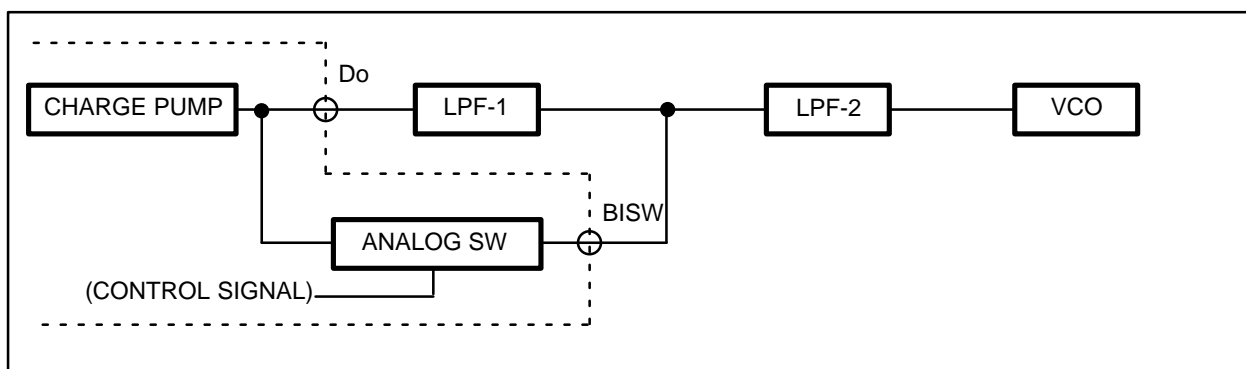 Do
CHARGE PUMP
LPF-1
LPF-2
VCO
BISW
ANALOG SW
(CONTROL SIGNAL)